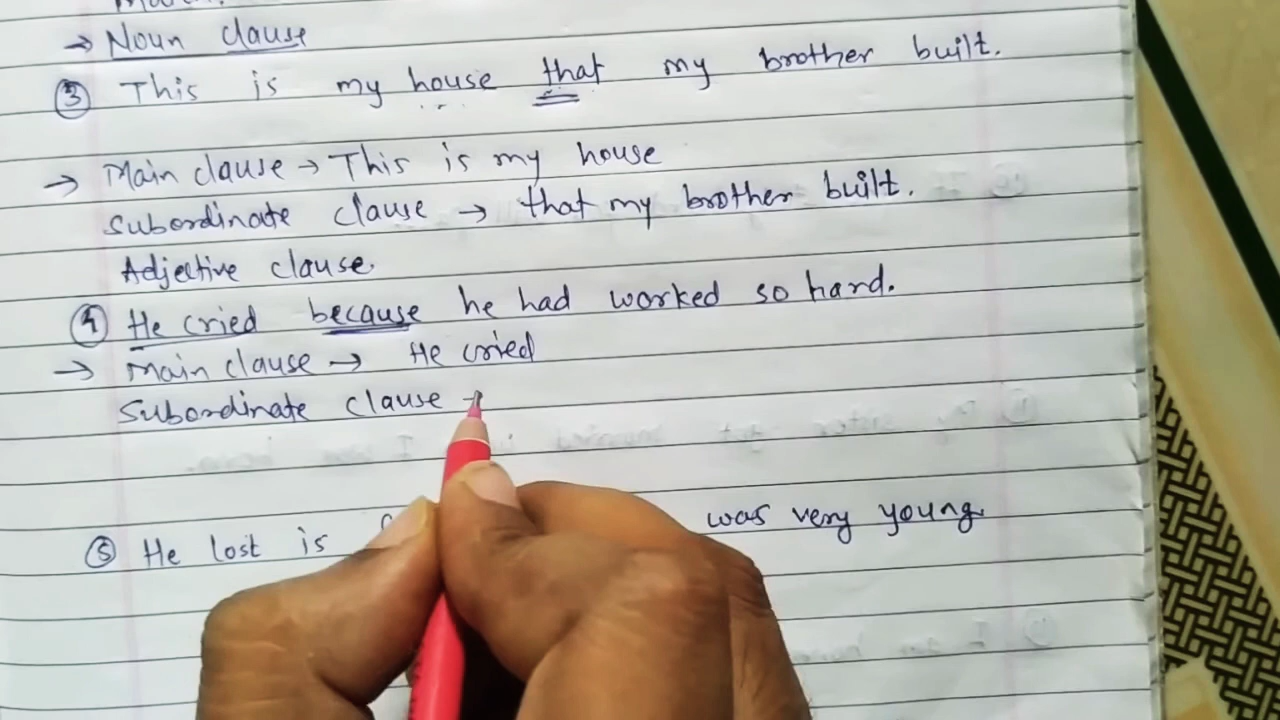 → Noun clause
③ This is my house that my brother built.
→ Main clause → This is my house
Subordinate clause → that my brother built.
Adjective clause.
④ He cried because he had worked so hard.
→ Main clause → He cried
Subordinate clause
⑤ He lost is was very young.